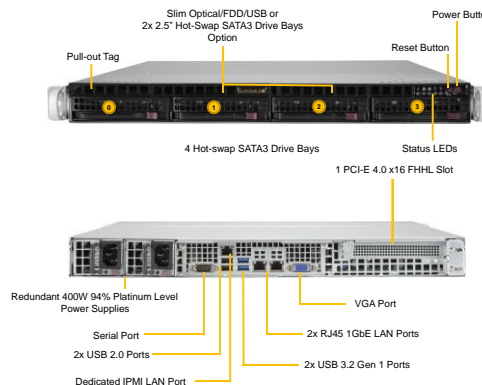 Slim Optical/FDD/USB or
2x 2.5" Hot-Swap SATA3 Drive Bays
Option
Power
Reset Button
Pull-out Tag
0
1
2
3
4 Hot-swap SATA3 Drive Bays
Status LEDs
1 PCI-E 4.0 x16 FHHL Slot
Redundant 400W 94% Platinum Level
Power Supplies
VGA Port
Serial Port
2x RJ45 1GbE LAN Ports
2x USB 2.0 Ports
2x USB 3.2 Gen 1 Ports
Dedicated IPMI LAN Port